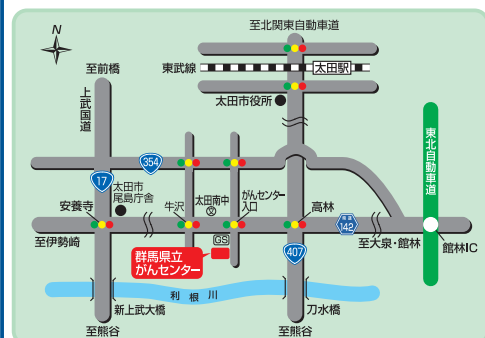 至北関東自動車道
N
至前橋
東武線
太田駅
上武国道
太田市役所
354
17
太田市
尾島庁舎
安養寺
牛沢
太田南中
文
がんセンター
入口
高林
県道
142
東北自動車道
至伊勢崎
GS
群馬県立
がんセンター
407
至大泉・館林
館林IC
利根川
新上武大橋
刀水橋
至熊谷
至熊谷